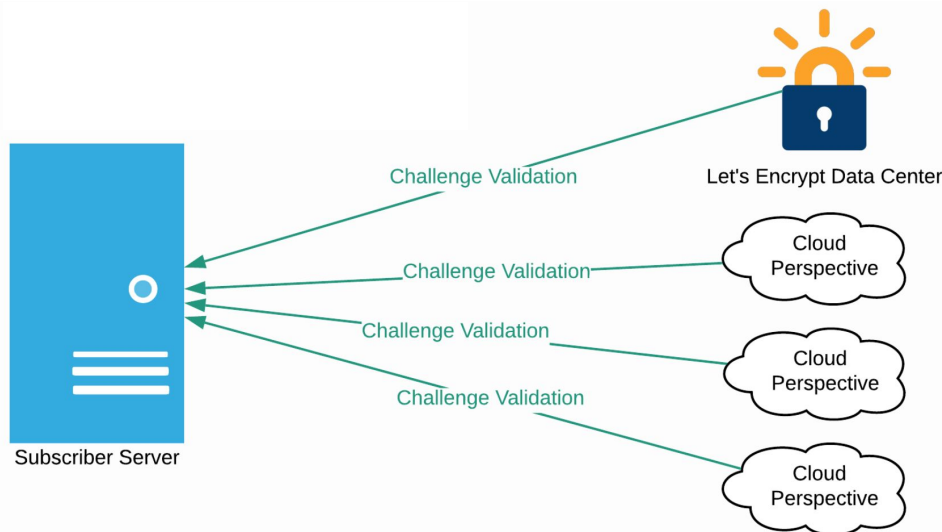 Challenge Validation
Let's Encrypt Data Center
Cloud
Perspective
Challenge Validation
Challenge Validation
Cloud
Perspective
Challenge Validation
Subscriber Server
Cloud
Perspective